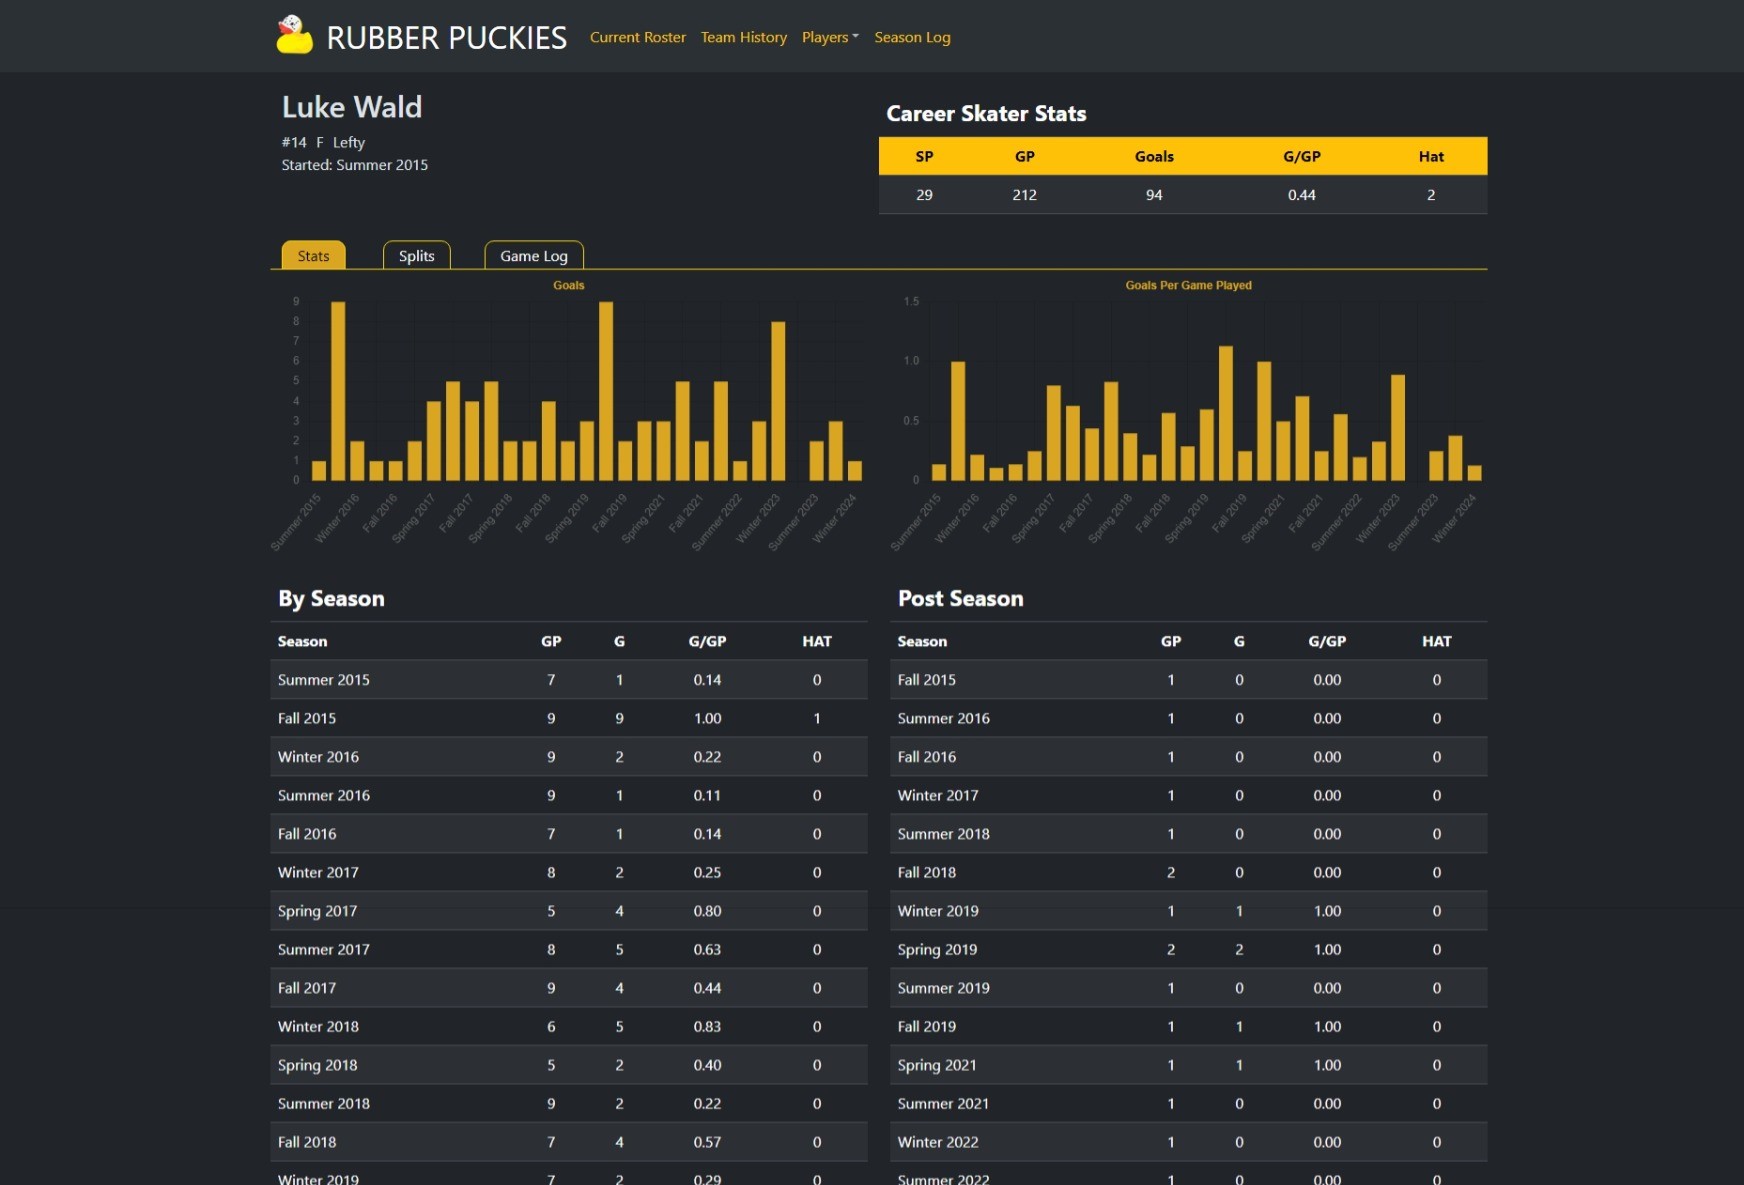 RUBBER PUCKIES Current Roster Team History Players Season Log
Luke Wald
#14 F Lefty
Started: Summer 2015
Career Skater Stats
SP GP Goals G/GP Hat
29 212 94 0.44 2
Stats Splits Game Log
Goals
9
8
7
6
5
4
3
2
1
0
Summer 2015 Winter 2016 Fall 2016 Spring 2017 Fall 2017 Spring 2018 Fall 2018 Spring 2019 Fall 2019 Spring 2021 Fall 2021 Summer 2022 Winter 2023 Summer 2023 Winter 2024
Goals Per Game Played
1.5
1.0
0.5
0
Summer 2015 Winter 2016 Fall 2016 Spring 2017 Fall 2017 Spring 2018 Fall 2018 Spring 2019 Fall 2019 Spring 2021 Fall 2021 Summer 2022 Winter 2023 Summer 2023 Winter 2024
By Season
Season GP G G/GP HAT
Summer 2015 7 1 0.14 0
Fall 2015 9 9 1.00 1
Winter 2016 9 2 0.22 0
Summer 2016 9 1 0.11 0
Fall 2016 7 1 0.14 0
Winter 2017 8 2 0.25 0
Spring 2017 5 4 0.80 0
Summer 2017 8 5 0.63 0
Fall 2017 9 4 0.44 0
Winter 2018 6 5 0.83 0
Spring 2018 5 2 0.40 0
Summer 2018 9 2 0.22 0
Fall 2018 7 4 0.57 0
Winter 2019 7 2 0.29 0
Post Season
Season GP G G/GP HAT
Fall 2015 1 0 0.00 0
Summer 2016 1 0 0.00 0
Fall 2016 1 0 0.00 0
Winter 2017 1 0 0.00 0
Summer 2018 1 0 0.00 0
Fall 2018 2 0 0.00 0
Winter 2019 1 1 1.00 0
Spring 2019 2 2 1.00 0
Summer 2019 1 0 0.00 0
Fall 2019 1 1 1.00 0
Spring 2021 1 1 1.00 0
Summer 2021 1 0 0.00 0
Winter 2022 1 0 0.00 0
Summer 2022 1 0 0.00 0